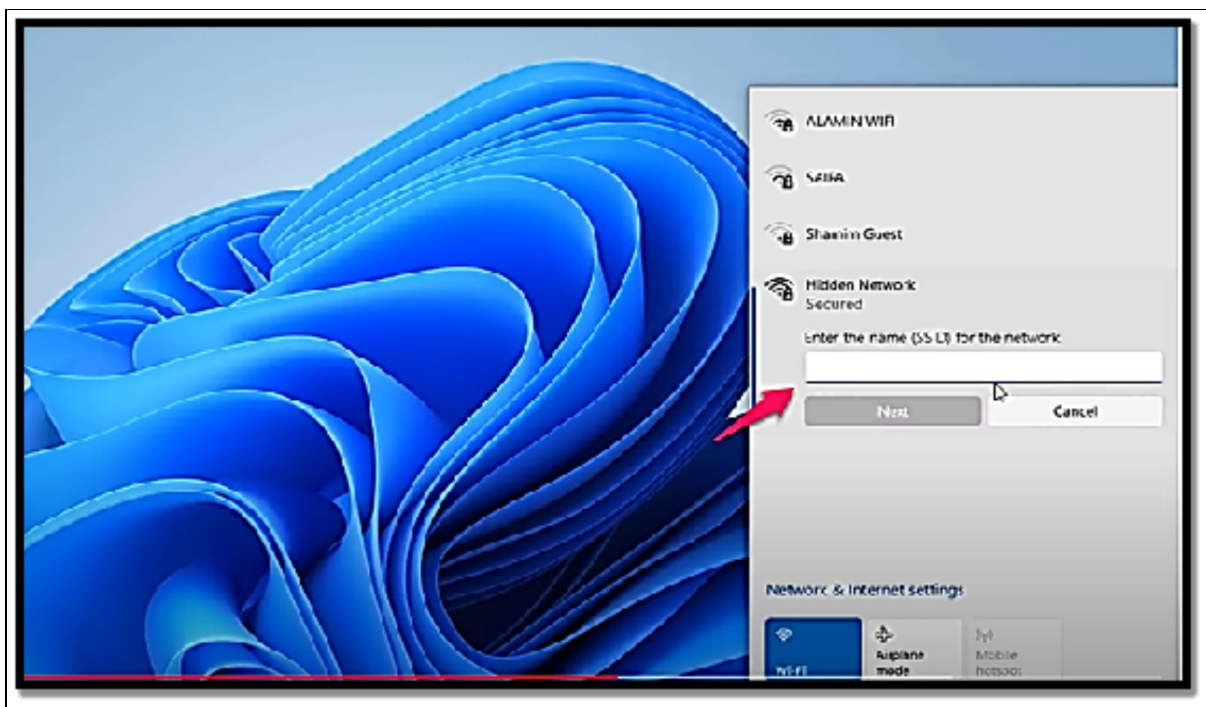 ALAMIN WIFI
SAIFA
Shamim Guest
Hidden Network
Secured
Enter the name (SSID) for the network
Next
Cancel
Network & Internet settings
Wi-Fi
Airplane
mode
Mobile
hotspot